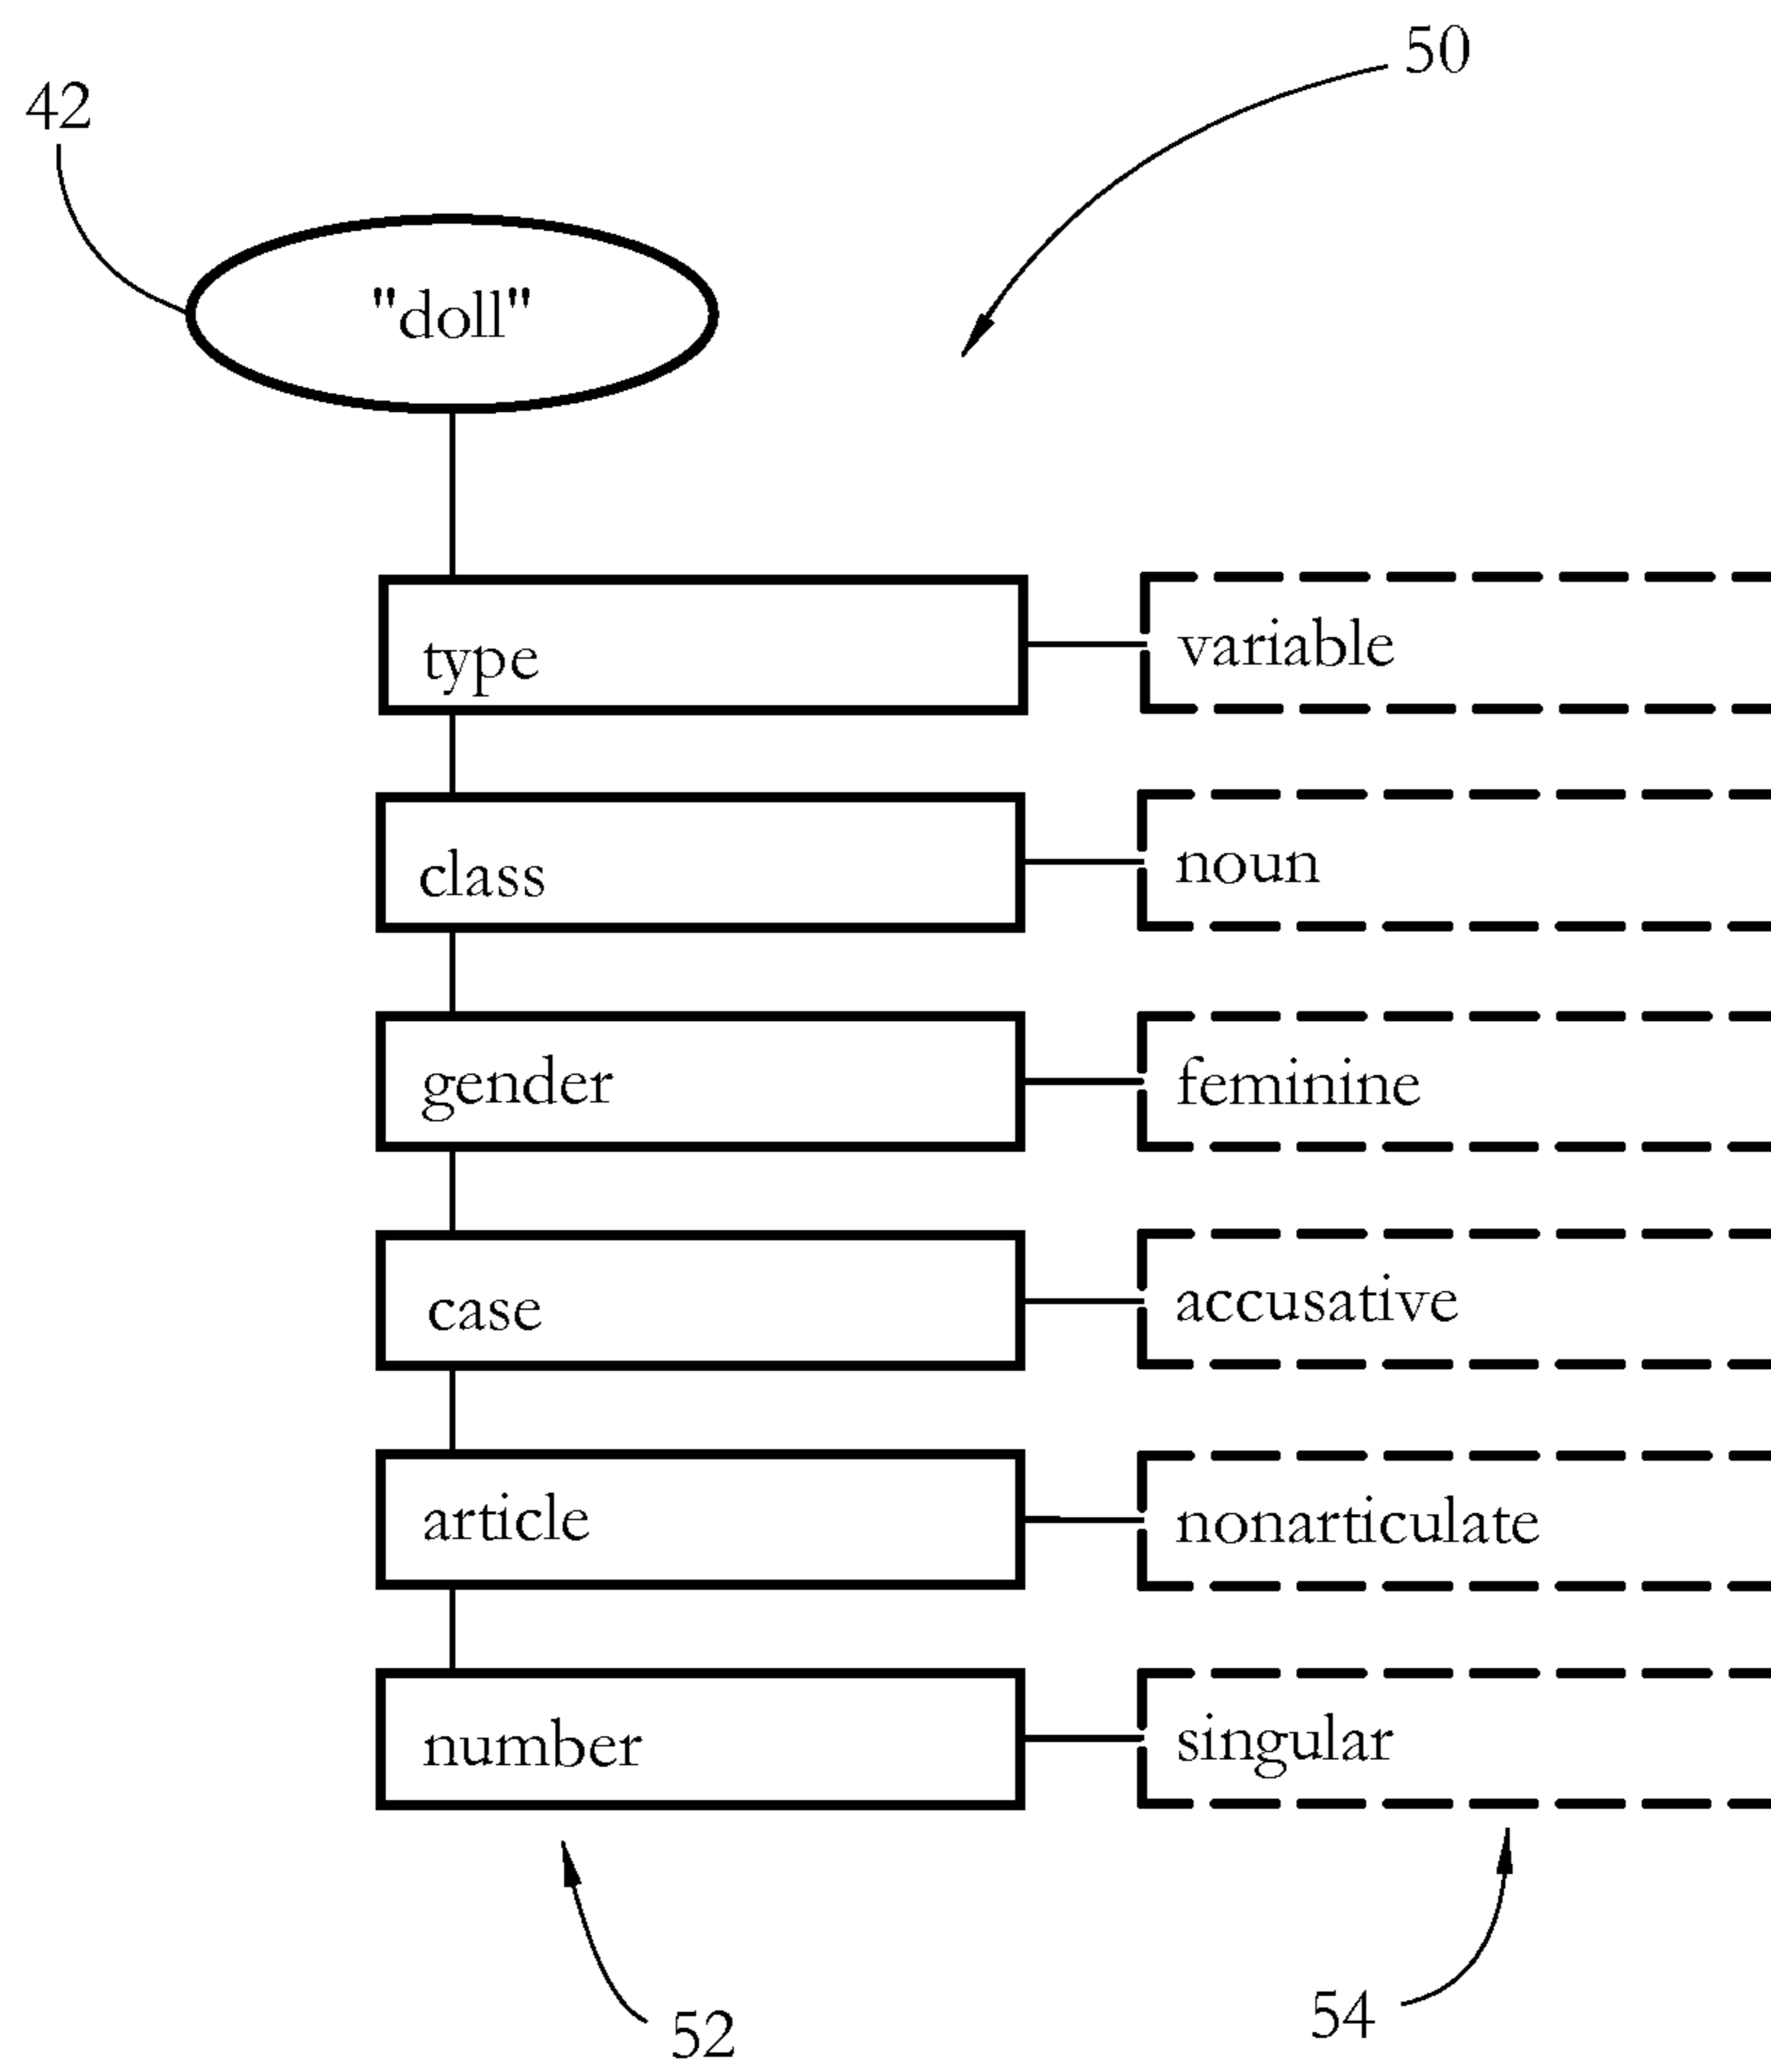 50
42
"doll"
type
variable
class
noun
gender
feminine
case
accusative
article
nonarticulate
number
singular
52
54